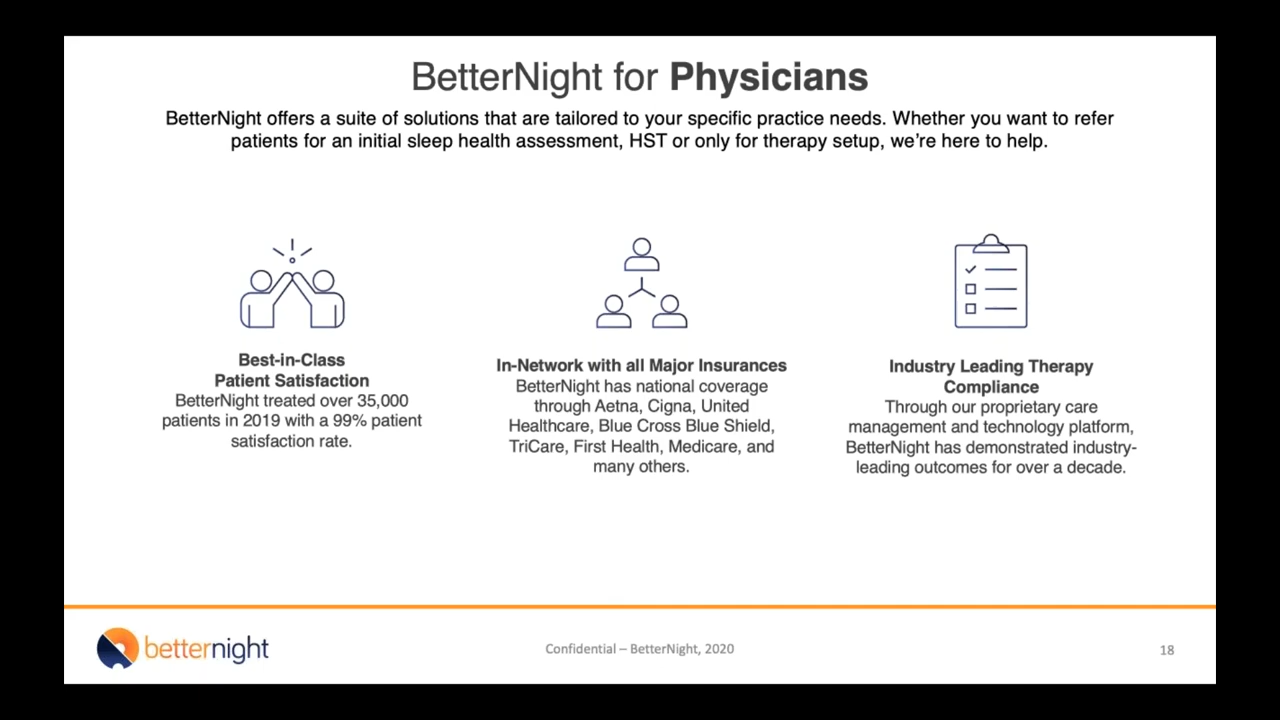 BetterNight for Physicians
BetterNight offers a suite of solutions that are tailored to your specific practice needs. Whether you want to refer
patients for an initial sleep health assessment, HST or only for therapy setup, we’re here to help.
Best-in-Class
Patient Satisfaction
BetterNight treated over 35,000
patients in 2019 with a 99% patient
satisfaction rate.
In-Network with all Major Insurances
BetterNight has national coverage
through Aetna, Cigna, United
Healthcare, Blue Cross Blue Shield,
TriCare, First Health, Medicare, and
many others.
Industry Leading Therapy
Compliance
Through our proprietary care
management and technology platform,
BetterNight has demonstrated industry-
leading outcomes for over a decade.
betternight
Confidential – BetterNight, 2020
18